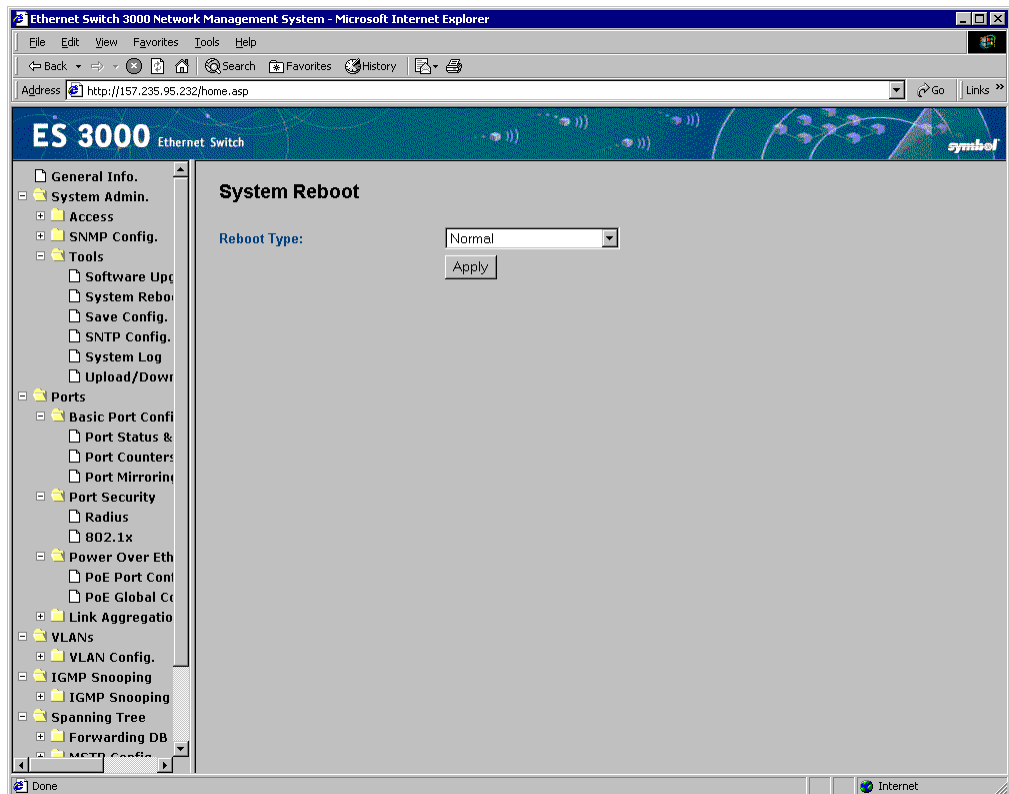 Ethernet Switch 3000 Network Management System - Microsoft Internet Explorer
File Edit View Favorites Tools Help
Back Search Favorites History
Address http://157.235.95.232/home.asp Go Links »
ES 3000 Ethernet Switch
symbol
General Info.
System Admin.
Access
SNMP Config.
Tools
Software Upg
System Reboo
Save Config.
SNTP Config.
System Log
Upload/Down
Ports
Basic Port Confi
Port Status &
Port Counters
Port Mirroring
Port Security
Radius
802.1x
Power Over Eth
PoE Port Conf
PoE Global Co
Link Aggregatio
VLANs
VLAN Config.
IGMP Snooping
IGMP Snooping
Spanning Tree
Forwarding DB
MSTP Config
System Reboot
Reboot Type: Normal
Apply
Done Internet